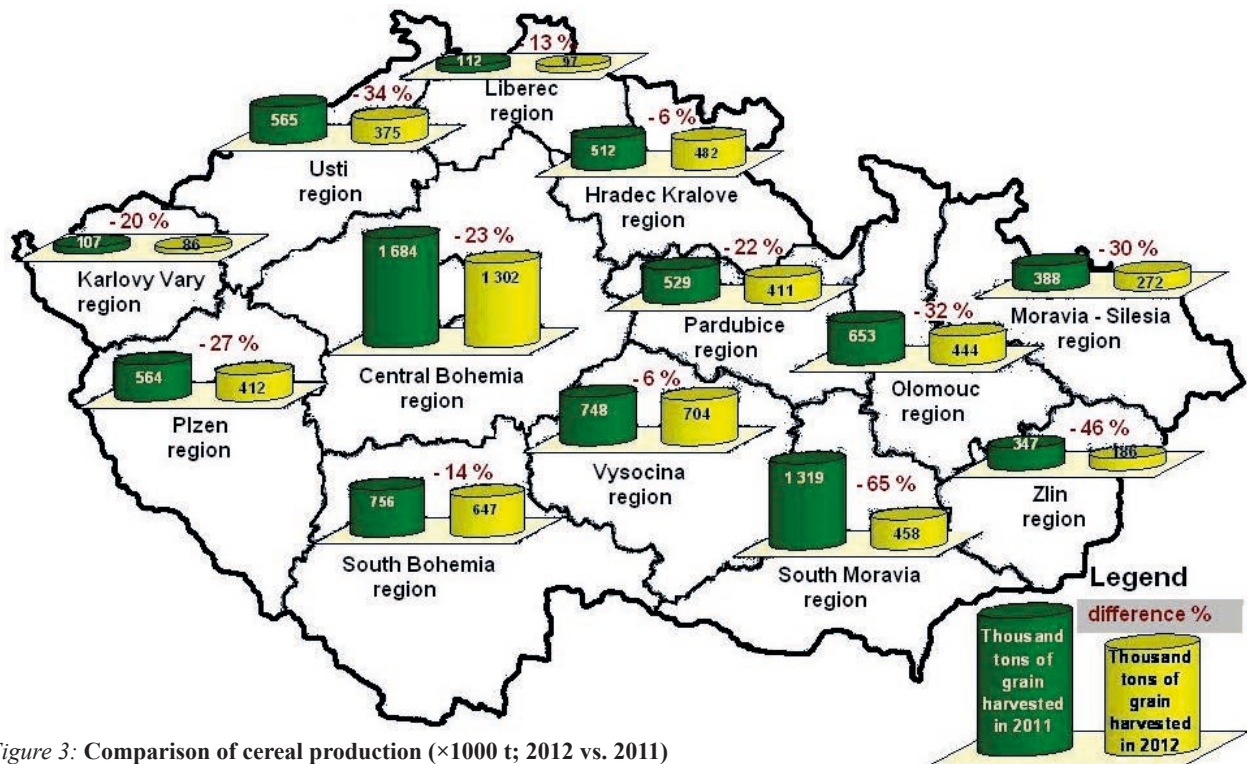 - 13 %
112 97
Liberec
region
- 34 %
565 375
Usti
region
- 6 %
512 482
Hradec Kralove
region
- 20 %
107 86
Karlovy Vary
region
- 23 %
1 684 1 302
Central Bohemia
region
- 22 %
529 411
Pardubice
region
- 30 %
388 272
Moravia - Silesia
region
- 32 %
653 444
Olomouc
region
- 27 %
564 412
Plzen
region
- 6 %
748 704
Vysocina
region
- 46 %
347 186
Zlin
region
- 14 %
756 647
South Bohemia
region
- 65 %
1 319 458
South Moravia
region
Legend
difference %
Thousand
tons of
grain
harvested
in 2011
Thousand
tons of
grain
harvested
in 2012
Figure 3: Comparison of cereal production (×1000 t; 2012 vs. 2011)